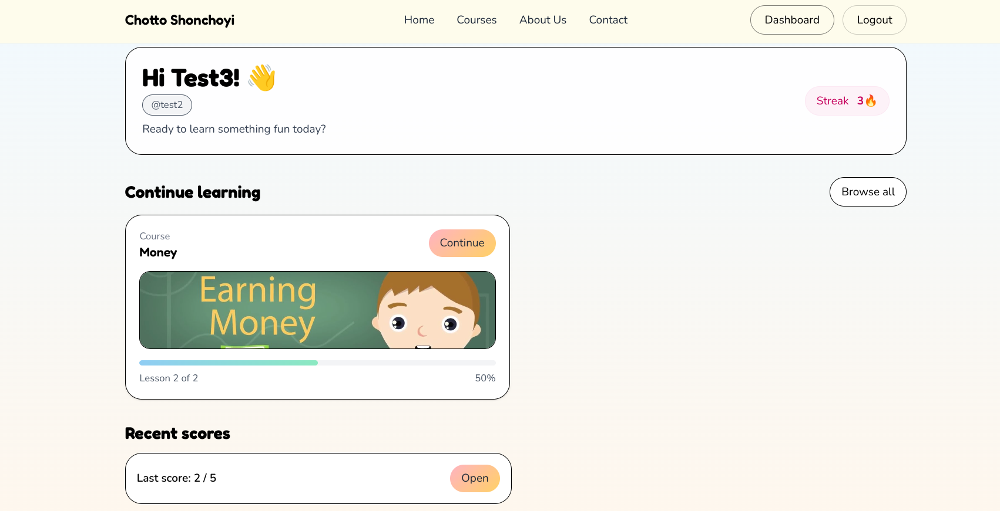 Chotto Shonchoyi
Home Courses About Us Contact
Dashboard Logout
Hi Test3! 👋
@test2
Ready to learn something fun today?
Streak 3🔥
Continue learning
Browse all
Course
Money
Continue
Earning
Money
Lesson 2 of 2
50%
Recent scores
Last score: 2 / 5
Open